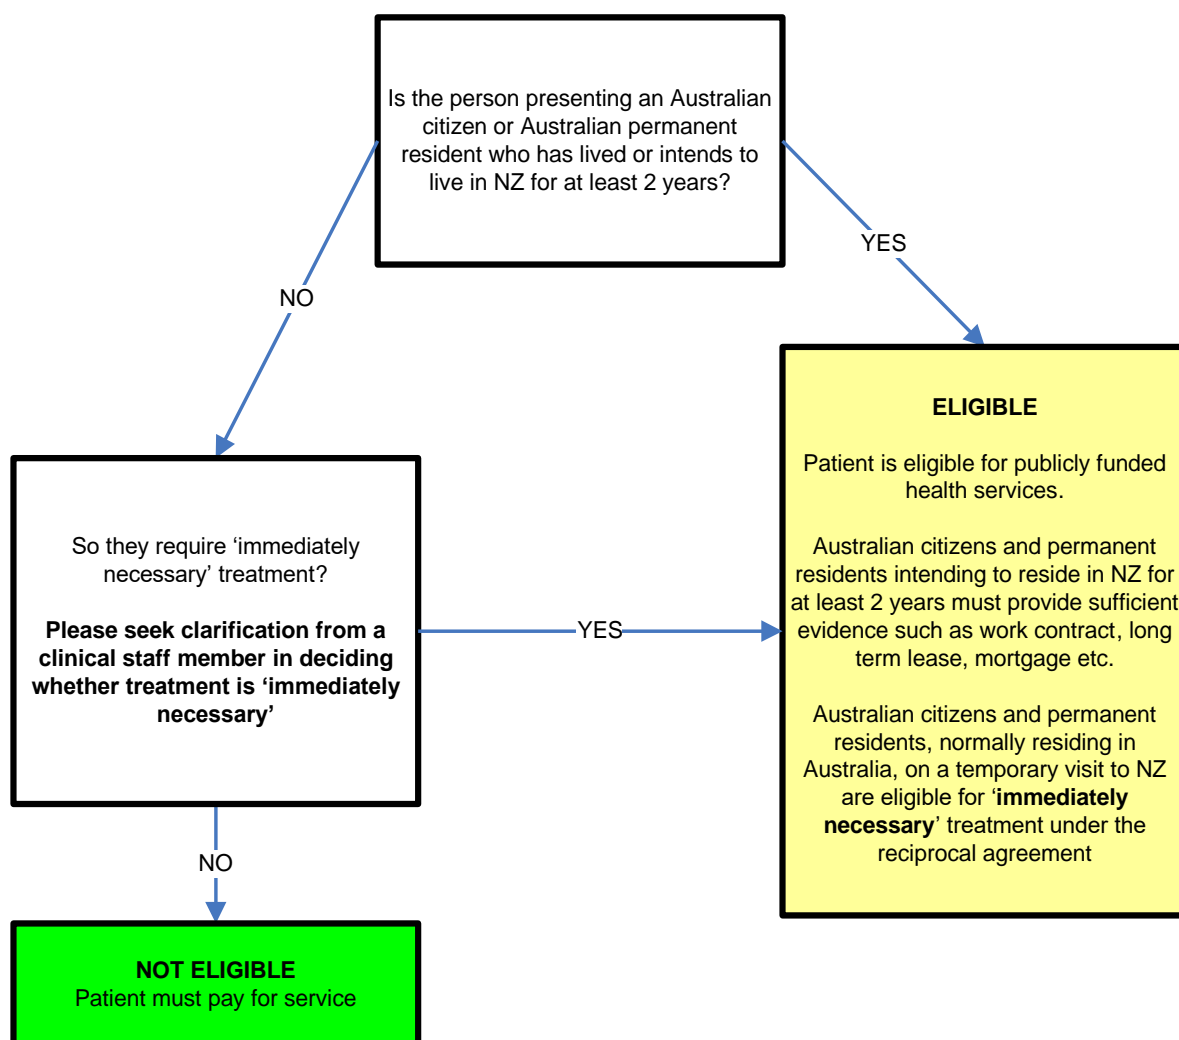 Is the person presenting an Australian
citizen or Australian permanent
resident who has lived or intends to
live in NZ for at least 2 years?
NO
YES
So they require ‘immediately
necessary’ treatment?
Please seek clarification from a
clinical staff member in deciding
whether treatment is ‘immediately
necessary’
YES
ELIGIBLE
Patient is eligible for publicly funded
health services.
Australian citizens and permanent
residents intending to reside in NZ for
at least 2 years must provide sufficient
evidence such as work contract, long
term lease, mortgage etc.
Australian citizens and permanent
residents, normally residing in
Australia, on a temporary visit to NZ
are eligible for ‘immediately
necessary’ treatment under the
reciprocal agreement
NO
NOT ELIGIBLE
Patient must pay for service